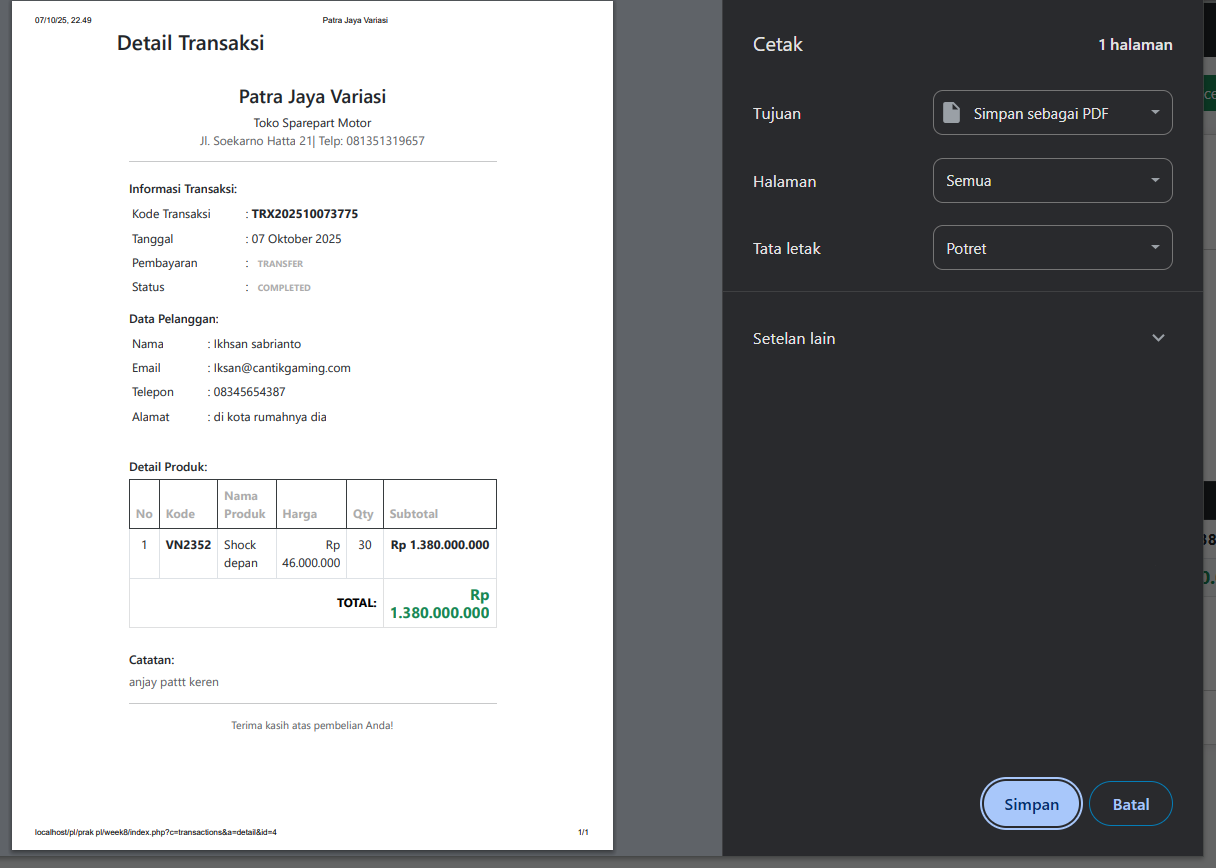 07/10/25, 22.49 Patra Jaya Variasi
Detail Transaksi
Patra Jaya Variasi
Toko Sparepart Motor
Jl. Soekarno Hatta 21| Telp: 081351319657
Informasi Transaksi:
Kode Transaksi : TRX202510073775
Tanggal : 07 Oktober 2025
Pembayaran : TRANSFER
Status : COMPLETED
Data Pelanggan:
Nama : Ikhsan sabrianto
Email : Iksan@cantikgaming.com
Telepon : 08345654387
Alamat : di kota rumahnya dia
Detail Produk:
No Kode Nama Produk Harga Qty Subtotal
1 VN2352 Shock depan Rp 46.000.000 30 Rp 1.380.000.000
TOTAL: Rp 1.380.000.000
Catatan:
anjay pattt keren
Terima kasih atas pembelian Anda!
localhost/pl/prak pl/week8/index.php?c=transactions&a=detail&id=4 1/1
Cetak 1 halaman
Tujuan Simpan sebagai PDF
Halaman Semua
Tata letak Potret
Setelan lain
Simpan Batal